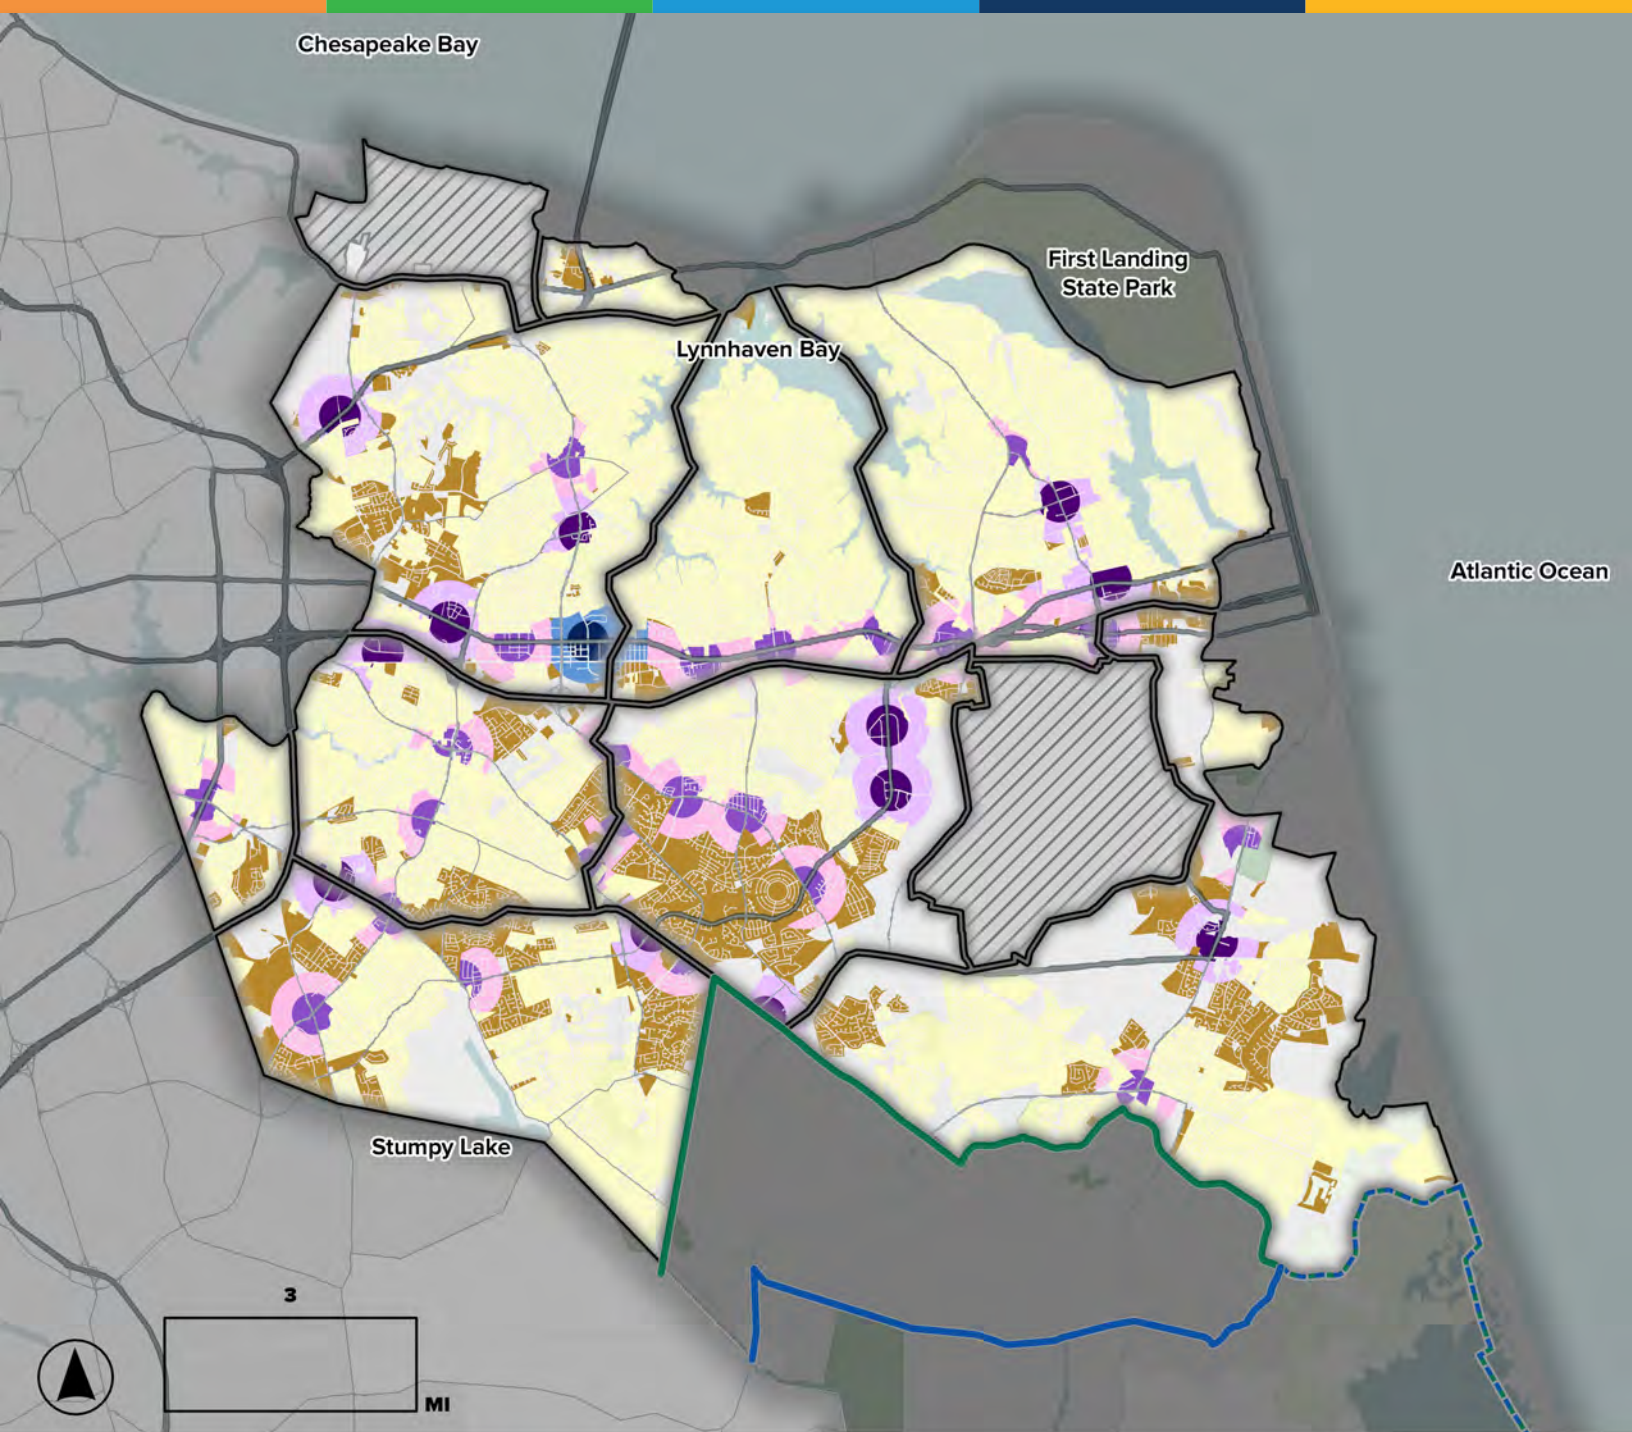 Chesapeake Bay
First Landing
State Park
Lynnhaven Bay
Atlantic Ocean
Stumpy Lake
3
MI